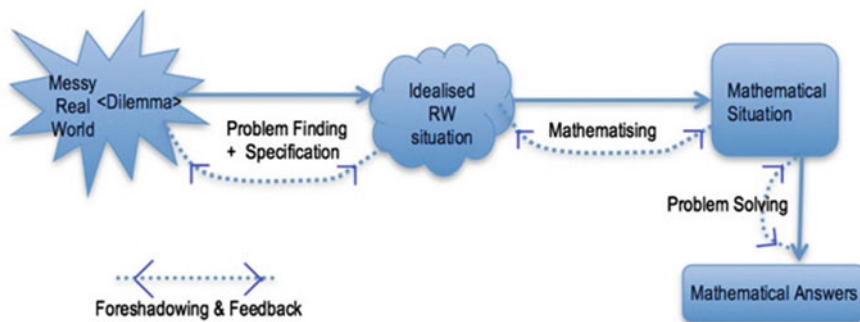 Messy
Real <Dilemma>
World
Problem Finding
+ Specification
Idealised
RW
situation
Mathematising
Mathematical
Situation
Problem Solving
Mathematical Answers
Foreshadowing & Feedback